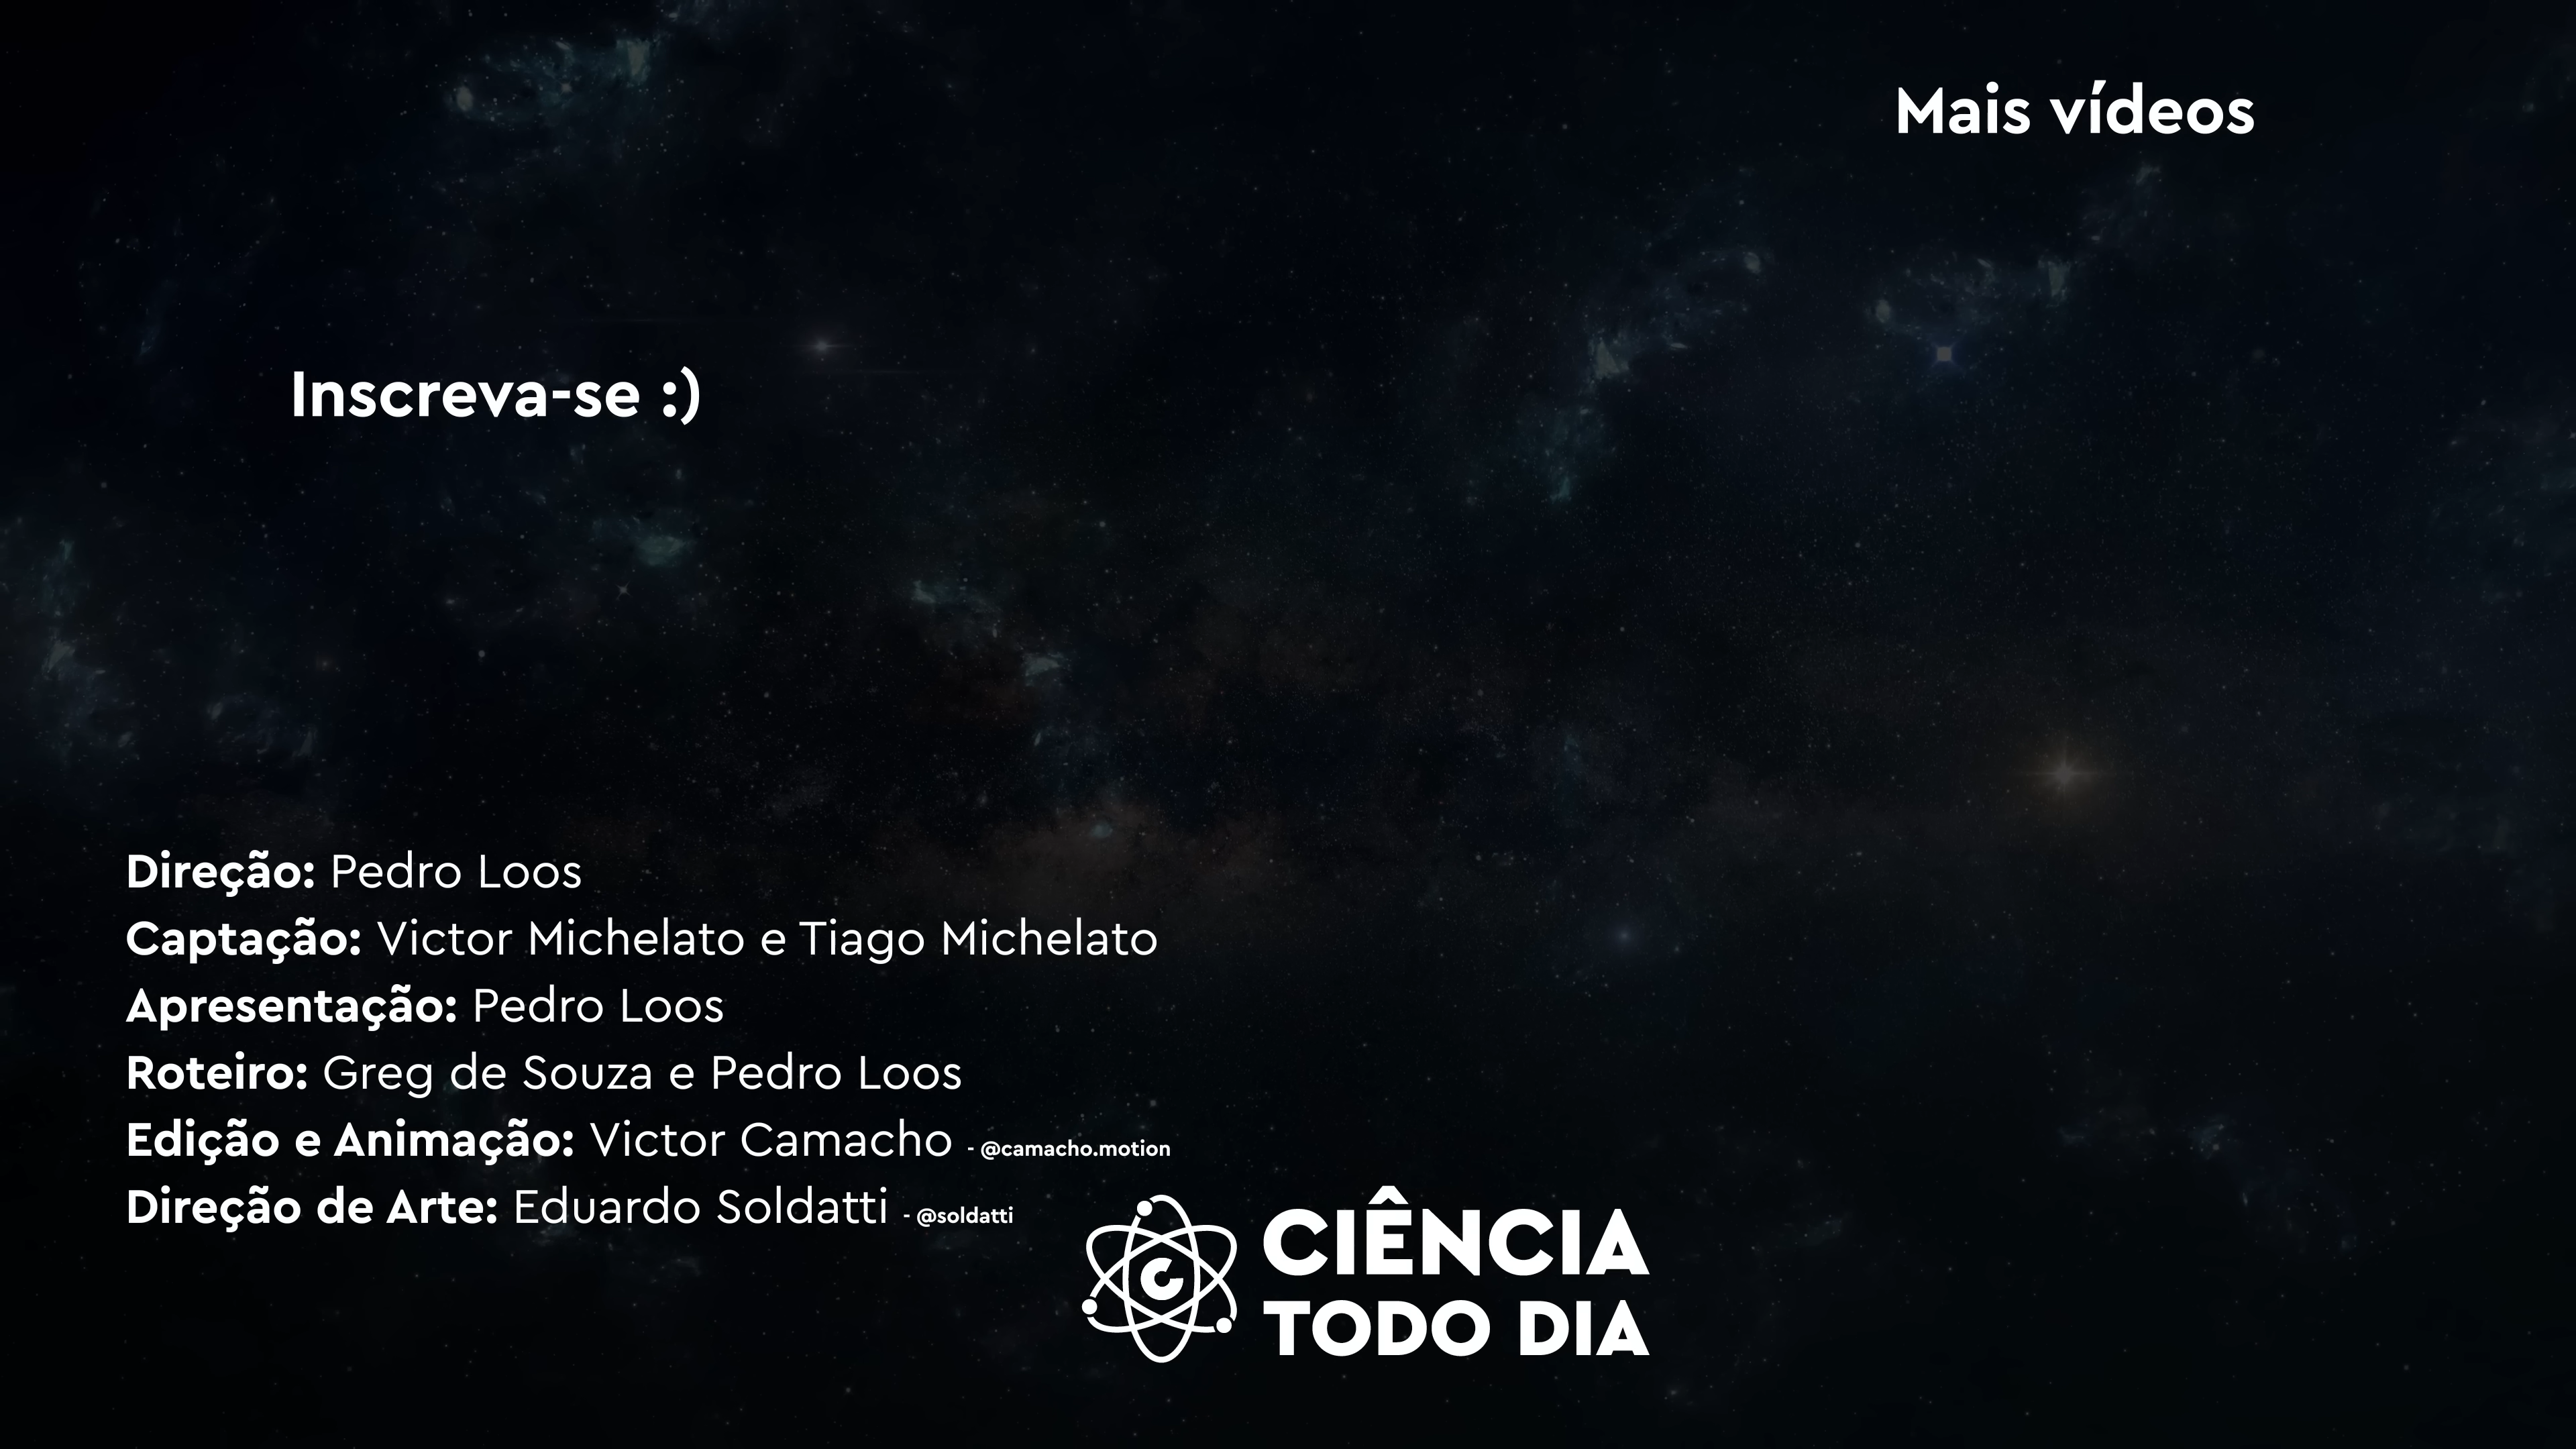 Mais vídeos
Inscreva-se :)
Direção: Pedro Loos
Captação: Victor Michelato e Tiago Michelato
Apresentação: Pedro Loos
Roteiro: Greg de Souza e Pedro Loos
Edição e Animação: Victor Camacho - @camacho.motion
Direção de Arte: Eduardo Soldatti - @soldatti
CIÊNCIA
TODO DIA